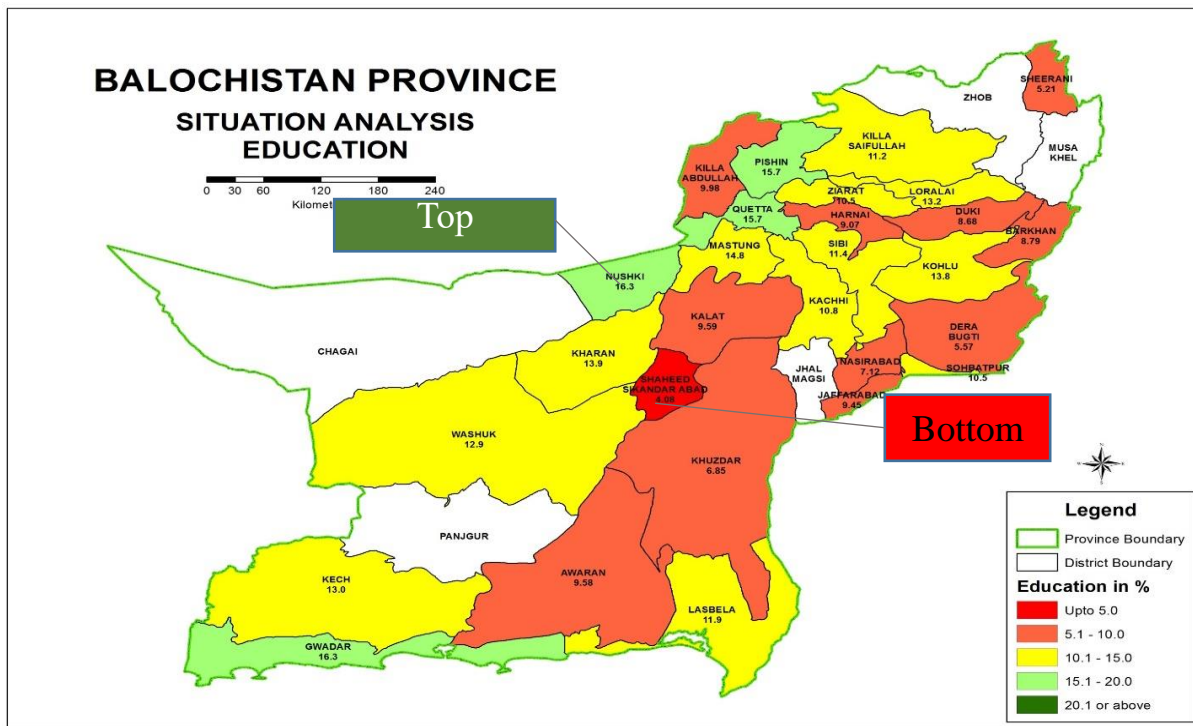 BALOCHISTAN PROVINCE
SITUATION ANALYSIS
EDUCATION
0 30 60 120 180 240
Kilomet
Top
SHEERANI
5.21
ZHOB
MUSA
KHEL
KILLA
SAIFULLAH
11.2
PISHIN
15.7
KILLA
ABDULLAH
9.98
ZIARAT
10.5
LORALAI
13.2
QUETTA
15.7
HARNAI
9.07
DUKI
8.68
BARKHAN
8.79
MASTUNG
14.8
SIBI
11.4
KOHLU
13.8
NUSHKI
16.3
KACHHI
10.8
KALAT
9.59
DERA
BUGTI
5.57
CHAGAI
KHARAN
13.9
JHAL
MAGSI
NASIRABAD
7.12
SOHBATPUR
10.5
SHAHEED
SIKANDAR ABAD
4.08
JAFFARABAD
9.45
Bottom
WASHUK
12.9
KHUZDAR
6.85
PANJGUR
KECH
13.0
AWARAN
9.58
LASBELA
11.9
GWADAR
16.3
N
W E
S
Legend
Province Boundary
District Boundary
Education in %
Upto 5.0
5.1 - 10.0
10.1 - 15.0
15.1 - 20.0
20.1 or above